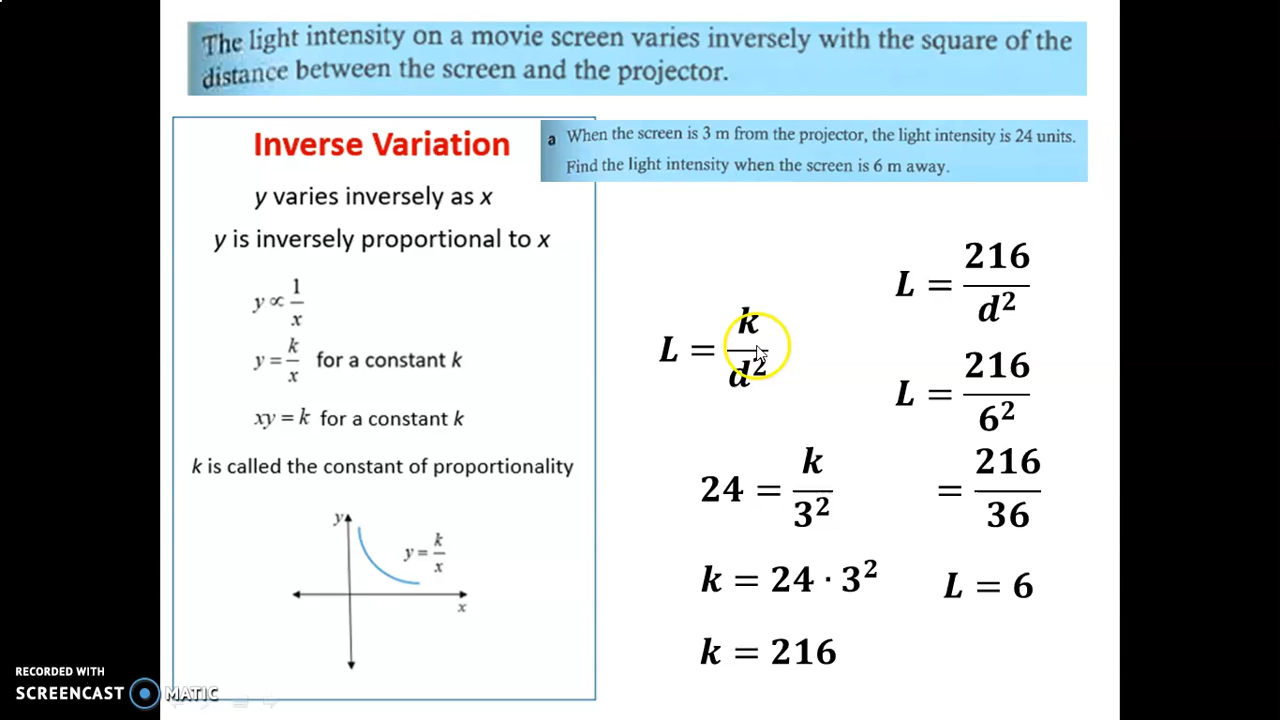 The light intensity on a movie screen varies inversely with the square of the
distance between the screen and the projector.
Inverse Variation
y varies inversely as x
y is inversely proportional to x
y ∝ 1/x
y = k/x for a constant k
xy = k for a constant k
k is called the constant of proportionality
y
y = k/x
x
a When the screen is 3 m from the projector, the light intensity is 24 units.
Find the light intensity when the screen is 6 m away.
L = k/d²
24 = k/3²
k = 24 · 3²
k = 216
L = 216/d²
L = 216/6²
= 216/36
L = 6
RECORDED WITH
SCREENCAST MATIC